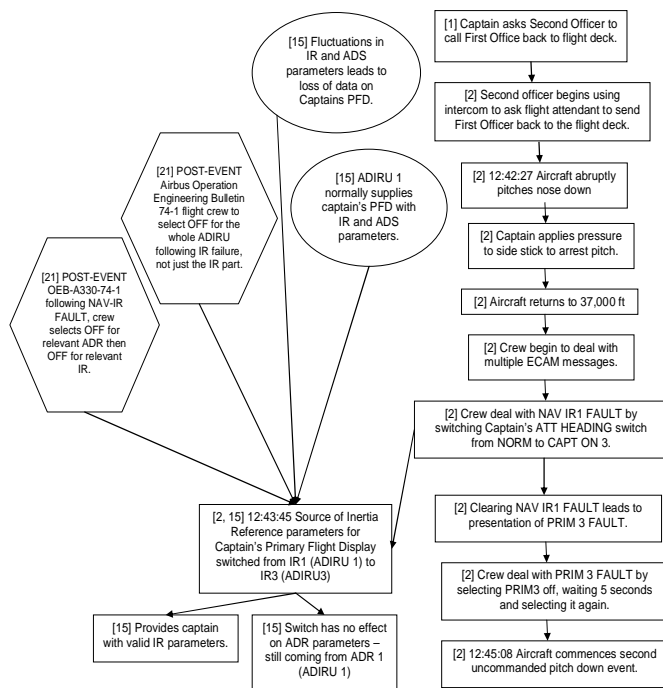 [15] Fluctuations in
IR and ADS
parameters leads to
loss of data on
Captains PFD.
[1] Captain asks Second Officer to
call First Office back to flight deck.
[2] Second officer begins using
intercom to ask flight attendant to send
First Officer back to the flight deck.
[21] POST-EVENT
Airbus Operation
Engineering Bulletin
74-1 flight crew to
select OFF for the
whole ADIRU
following IR failure,
not just the IR part.
[15] ADIRU 1
normally supplies
captain's PFD with
IR and ADS
parameters.
[2] 12:42:27 Aircraft abruptly
pitches nose down
[2] Captain applies pressure
to side stick to arrest pitch.
[21] POST-EVENT
OEB-A330-74-1
following NAV-IR
FAULT, crew
selects OFF for
relevant ADR then
OFF for relevant
IR.
[2] Aircraft returns to 37,000 ft
[2] Crew begin to deal with
multiple ECAM messages.
[2] Crew deal with NAV IR1 FAULT by
switching Captain's ATT HEADING switch
from NORM to CAPT ON 3.
[2, 15] 12:43:45 Source of Inertia
Reference parameters for
Captain's Primary Flight Display
switched from IR1 (ADIRU 1) to
IR3 (ADIRU3)
[2] Clearing NAV IR1 FAULT leads to
presentation of PRIM 3 FAULT.
[2] Crew deal with PRIM 3 FAULT by
selecting PRIM3 off, waiting 5 seconds
and selecting it again.
[15] Provides captain
with valid IR parameters.
[15] Switch has no effect
on ADR parameters –
still coming from ADR 1
(ADIRU 1)
[2] 12:45:08 Aircraft commences second
uncommanded pitch down event.